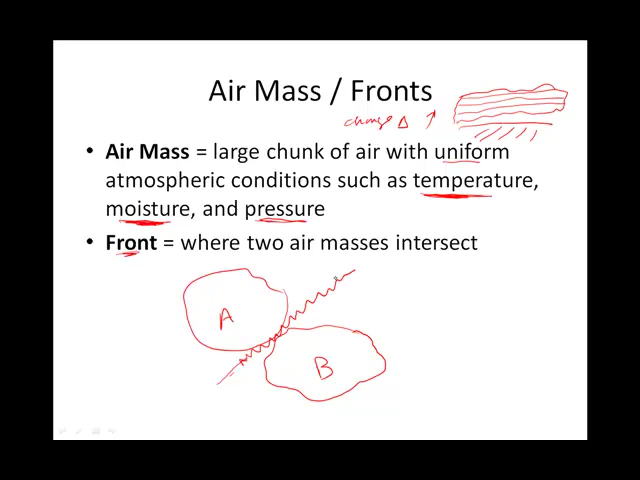 Air Mass / Fronts
change Δ ↑
• Air Mass = large chunk of air with uniform
atmospheric conditions such as temperature,
moisture, and pressure
• Front = where two air masses intersect
A
B